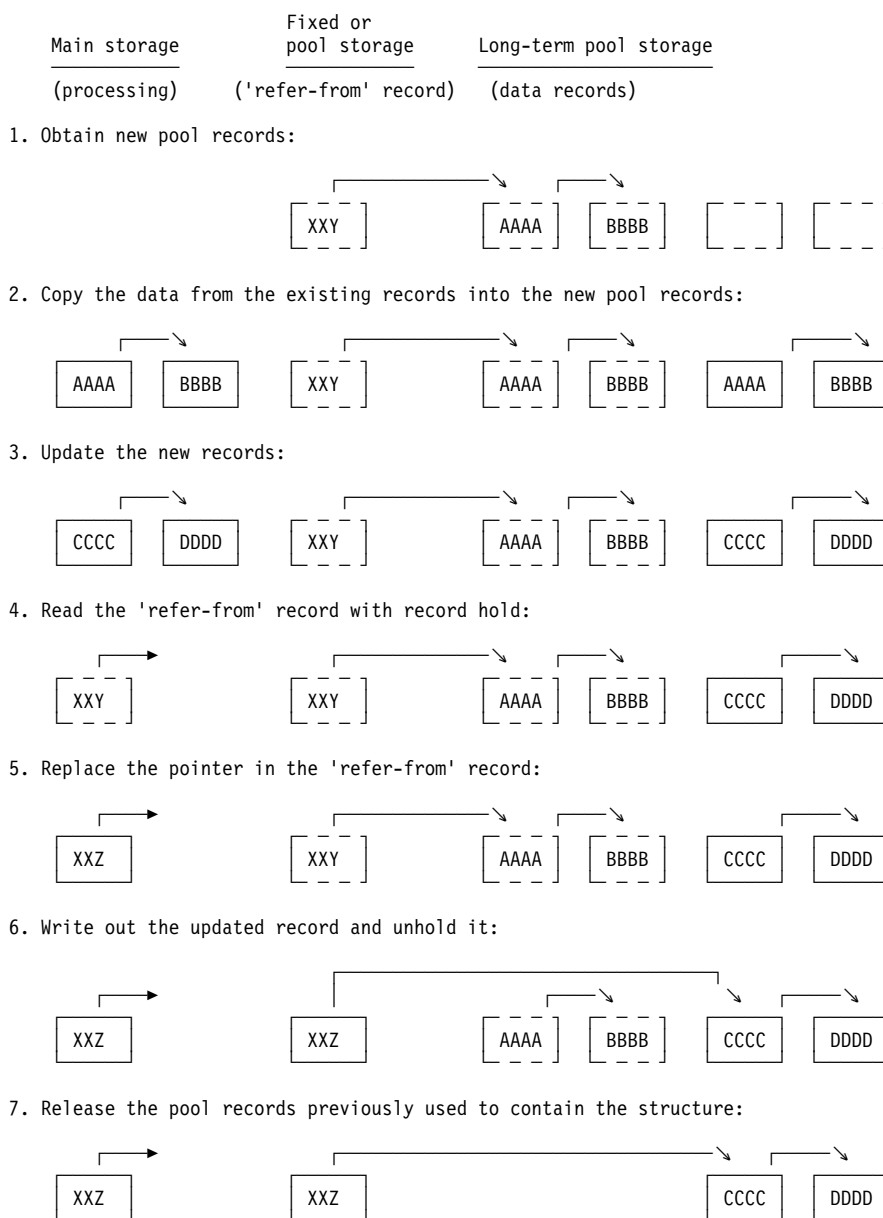 Fixed or
Main storage pool storage Long-term pool storage
(processing) ('refer-from' record) (data records)
1. Obtain new pool records:
XXY AAAA BBBB
2. Copy the data from the existing records into the new pool records:
AAAA BBBB XXY AAAA BBBB AAAA BBBB
3. Update the new records:
CCCC DDDD XXY AAAA BBBB CCCC DDDD
4. Read the 'refer-from' record with record hold:
XXY XXY AAAA BBBB CCCC DDDD
5. Replace the pointer in the 'refer-from' record:
XXZ XXY AAAA BBBB CCCC DDDD
6. Write out the updated record and unhold it:
XXZ XXZ AAAA BBBB CCCC DDDD
7. Release the pool records previously used to contain the structure:
XXZ XXZ CCCC DDDD